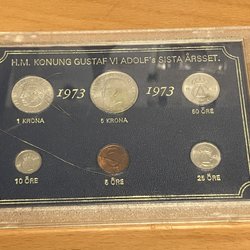 H.M. KONUNG GUSTAF VI ADOLF's SISTA ÅRSSET.
1973 1973
1 KRONA 5 KRONA 50 ÖRE
10 ÖRE 5 ÖRE 25 ÖRE